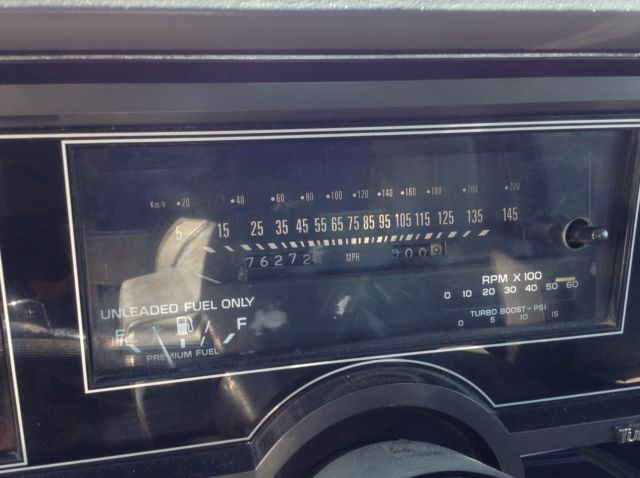 Km/h •20 •40 •60 •80 •100 •120 •140 •160 •180 •200 •220
5 15 25 35 45 55 65 75 85 95 105 115 125 135 145
76272 MPH
RPM X 100
0 10 20 30 40 50 60
UNLEADED FUEL ONLY
TURBO BOOST - PSI
0 5 10 15
E F
PREMIUM FUEL